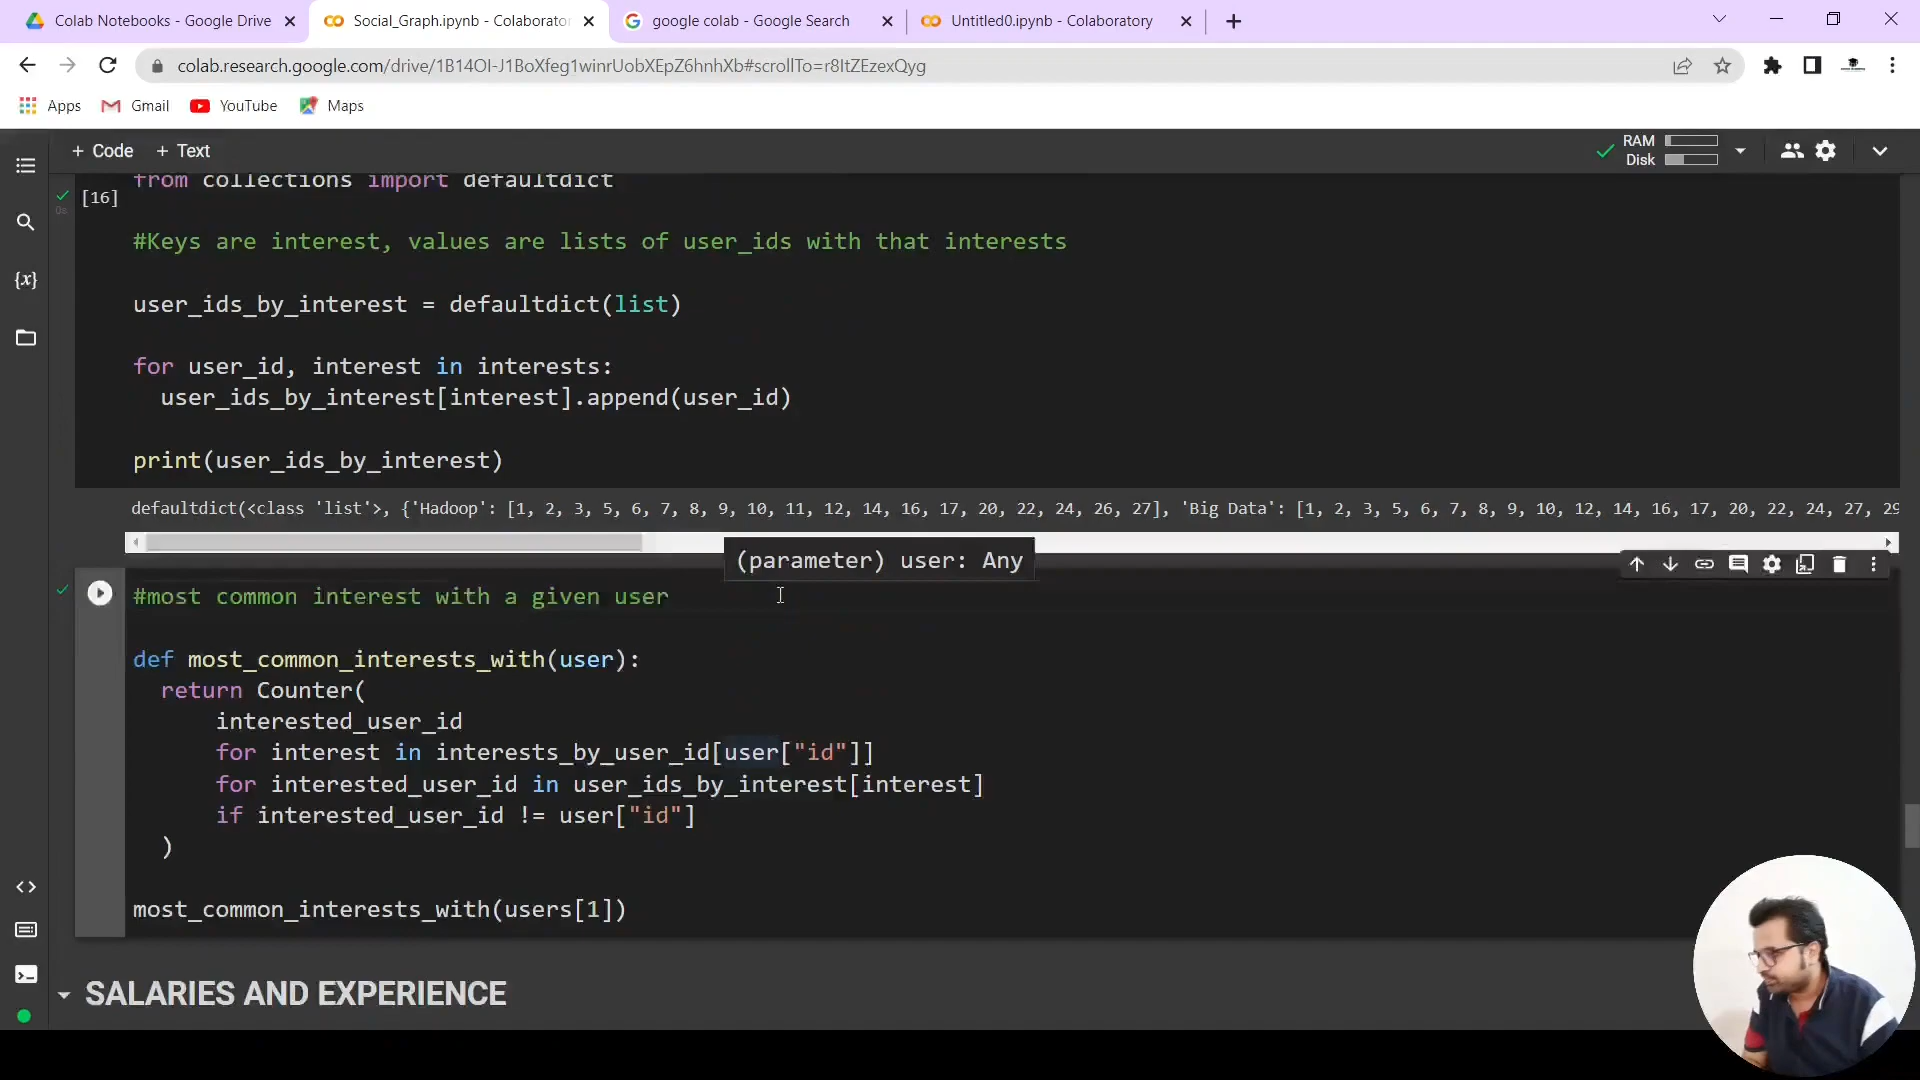 Colab Notebooks - Google Drive
Social_Graph.ipynb - Colaborator
google colab - Google Search
Untitled0.ipynb - Colaboratory
colab.research.google.com/drive/1B14OI-J1BoXfeg1winrUobXEpZ6hnhXb#scrollTo=r8ItZEzexQyg
Apps
Gmail
YouTube
Maps
+ Code
+ Text
RAM
Disk
from collections import defaultdict
[16]
0s
#Keys are interest, values are lists of user_ids with that interests
{x}
user_ids_by_interest = defaultdict(list)
for user_id, interest in interests:
user_ids_by_interest[interest].append(user_id)
print(user_ids_by_interest)
defaultdict(<class 'list'>, {'Hadoop': [1, 2, 3, 5, 6, 7, 8, 9, 10, 11, 12, 14, 16, 17, 20, 22, 24, 26, 27], 'Big Data': [1, 2, 3, 5, 6, 7, 8, 9, 10, 12, 14, 16, 17, 20, 22, 24, 27, 29
(parameter) user: Any
#most common interest with a given user
def most_common_interests_with(user):
return Counter(
interested_user_id
for interest in interests_by_user_id[user["id"]]
for interested_user_id in user_ids_by_interest[interest]
if interested_user_id != user["id"]
)
most_common_interests_with(users[1])
SALARIES AND EXPERIENCE